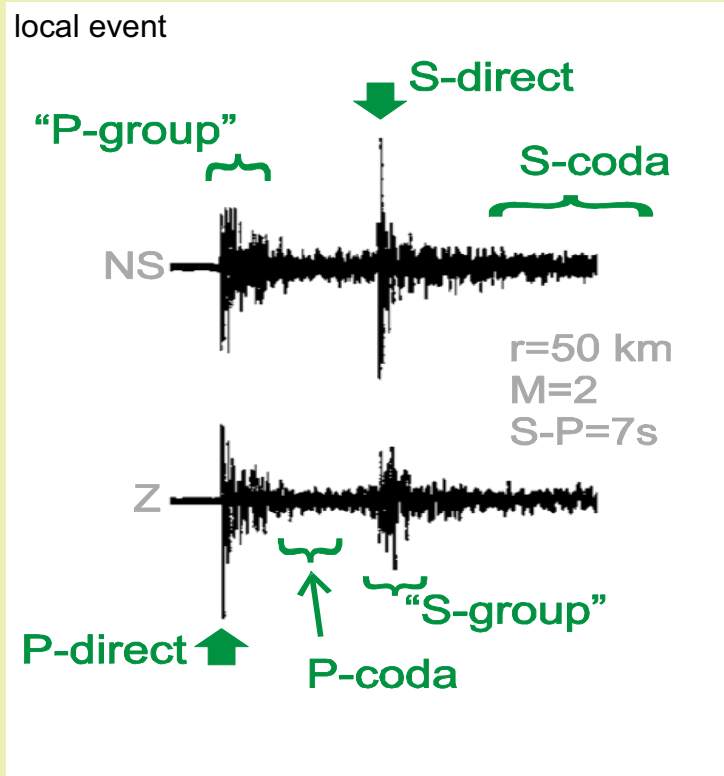 local event
S-direct
“P-group”
S-coda
NS
r=50 km
M=2
S-P=7s
Z
“S-group”
P-direct
P-coda